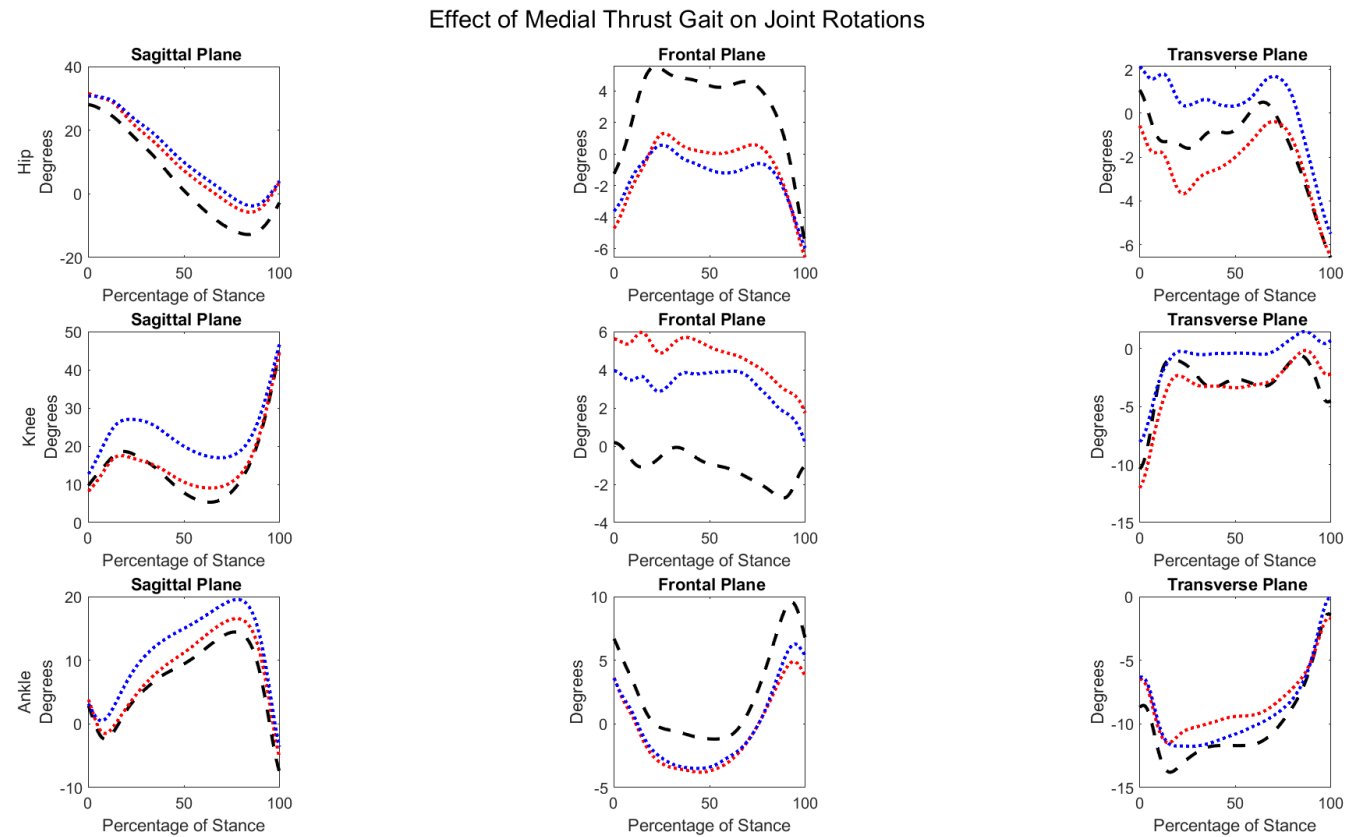 Effect of Medial Thrust Gait on Joint Rotations
Sagittal Plane
Frontal Plane
Transverse Plane
Hip
Degrees
40
20
0
-20
0
50
100
Percentage of Stance
Degrees
4
2
0
-2
-4
-6
0
50
100
Percentage of Stance
Degrees
2
0
-2
-4
-6
0
50
100
Percentage of Stance
Sagittal Plane
Frontal Plane
Transverse Plane
Knee
Degrees
50
40
30
20
10
0
0
50
100
Percentage of Stance
Degrees
6
4
2
0
-2
-4
0
50
100
Percentage of Stance
Degrees
0
-5
-10
-15
0
50
100
Percentage of Stance
Sagittal Plane
Frontal Plane
Transverse Plane
Ankle
Degrees
20
10
0
-10
0
50
100
Percentage of Stance
Degrees
10
5
0
-5
0
50
100
Percentage of Stance
Degrees
0
-5
-10
-15
0
50
100
Percentage of Stance